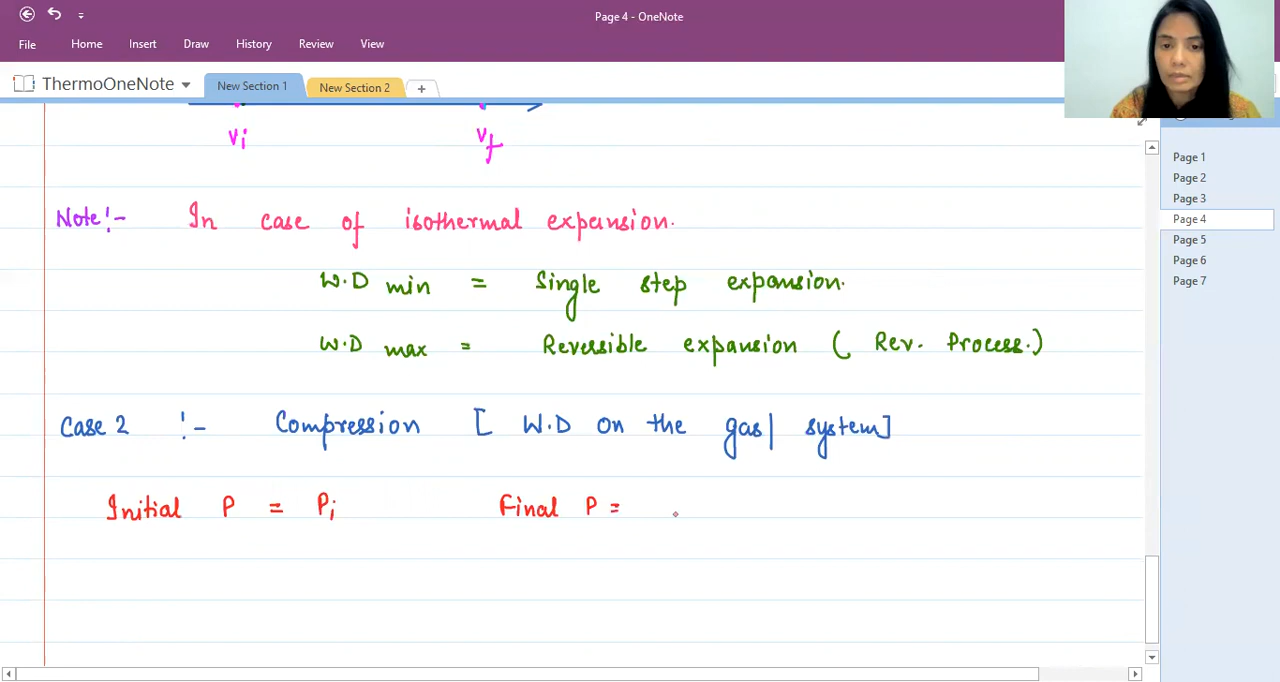 Page 4 - OneNote
File Home Insert Draw History Review View
ThermoOneNote New Section 1 New Section 2 +
Page 1
Page 2
Page 3
Page 4
Page 5
Page 6
Page 7
Vi Vf
Note!- In case of isothermal expansion.
W.D min = Single step expansion.
W.D max = Reversible expansion ( Rev. Process.)
Case 2 !- Compression [ W.D on the gas| system]
Initial P = Pi Final P =